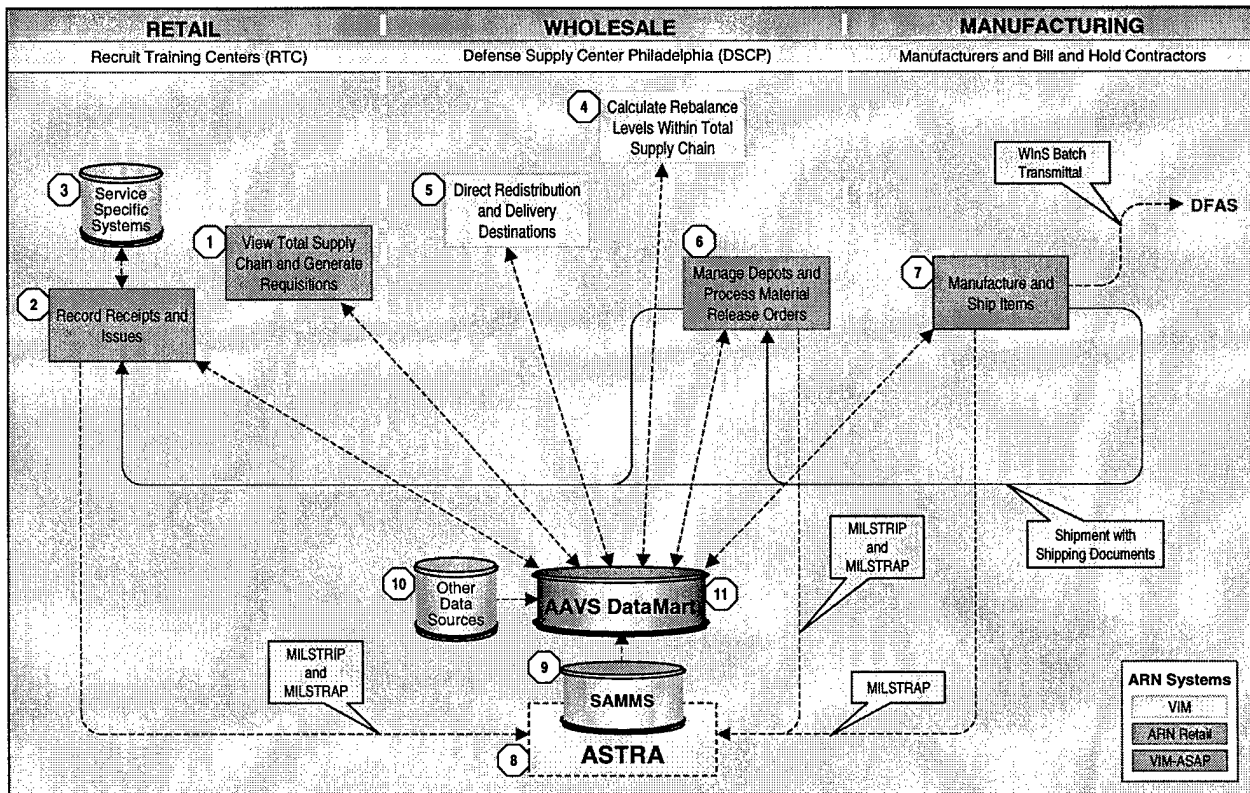 RETAIL
WHOLESALE
MANUFACTURING
Recruit Training Centers (RTC)
Defense Supply Center Philadelphia (DSCP)
Manufacturers and Bill and Hold Contractors
4
Calculate Rebalance
Levels Within Total
Supply Chain
WInS Batch
Transmittal
DFAS
3
Service
Specific
Systems
5
Direct Redistribution
and Delivery
Destinations
1
View Total Supply
Chain and Generate
Requisitions
6
Manage Depots and
Process Material
Release Orders
7
Manufacture and
Ship Items
2
Record Receipts and
Issues
Shipment with
Shipping Documents
MILSTRIP
and
MILSTRAP
10
Other
Data
Sources
AAVS DataMart
11
MILSTRIP
and
MILSTRAP
9
SAMMS
MILSTRAP
8
ASTRA
ARN Systems
VIM
ARN Retail
VIM-ASAP